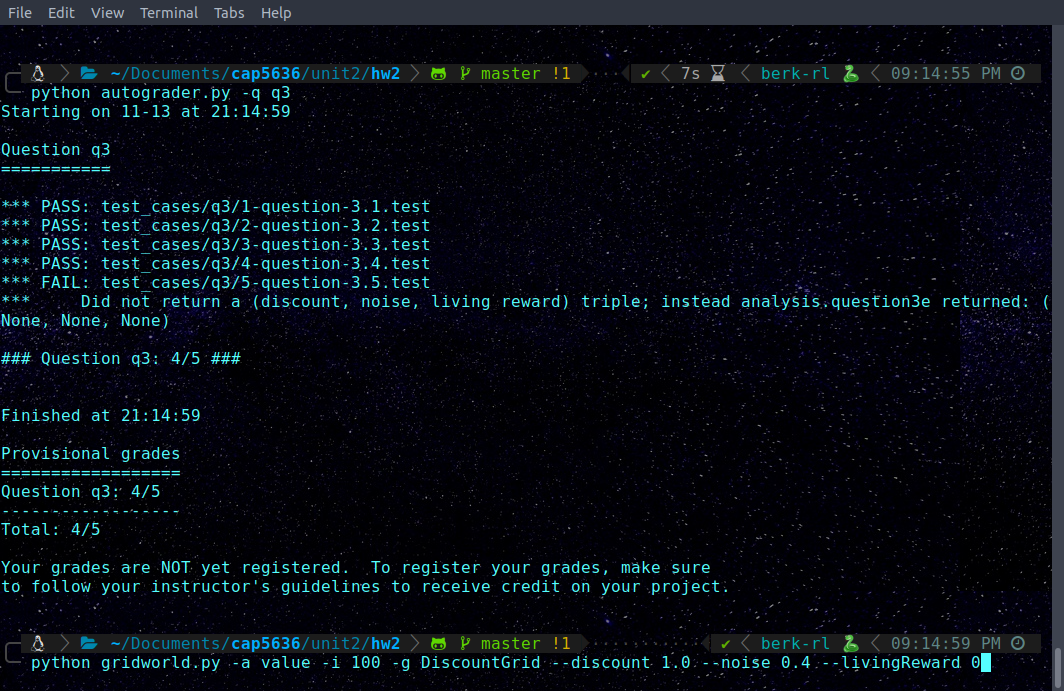 File Edit View Terminal Tabs Help
~/Documents/cap5636/unit2/hw2 master !1 ✔ 7s berk-rl 09:14:55 PM
python autograder.py -q q3
Starting on 11-13 at 21:14:59
Question q3
===========
*** PASS: test_cases/q3/1-question-3.1.test
*** PASS: test_cases/q3/2-question-3.2.test
*** PASS: test_cases/q3/3-question-3.3.test
*** PASS: test_cases/q3/4-question-3.4.test
*** FAIL: test_cases/q3/5-question-3.5.test
*** Did not return a (discount, noise, living reward) triple; instead analysis.question3e returned: (
None, None, None)
### Question q3: 4/5 ###
Finished at 21:14:59
Provisional grades
==================
Question q3: 4/5
------------------
Total: 4/5
Your grades are NOT yet registered. To register your grades, make sure
to follow your instructor's guidelines to receive credit on your project.
~/Documents/cap5636/unit2/hw2 master !1 ✔ berk-rl 09:14:59 PM
python gridworld.py -a value -i 100 -g DiscountGrid --discount 1.0 --noise 0.4 --livingReward 0